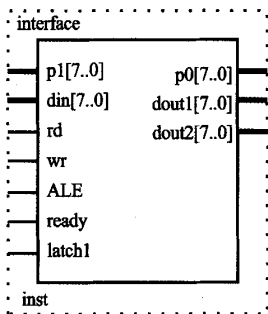 interface
p1[7..0] p0[7..0]
din[7..0] dout1[7..0]
rd dout2[7..0]
wr
ALE
ready
latch1
inst